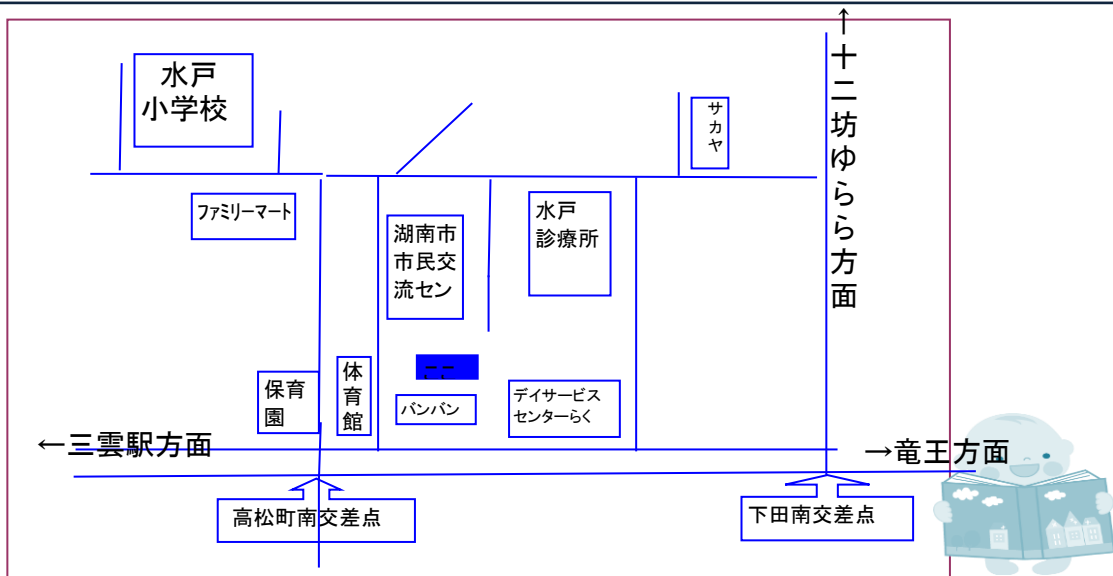 ↑十二坊ゆらら方面
水戸
小学校
サカヤ
ファミリーマート
湖南市
市民交
流セン
水戸
診療所
保育
園
体育館
バンバン
デイサービス
センターらく
←三雲駅方面
→竜王方面
高松町南交差点
下田南交差点